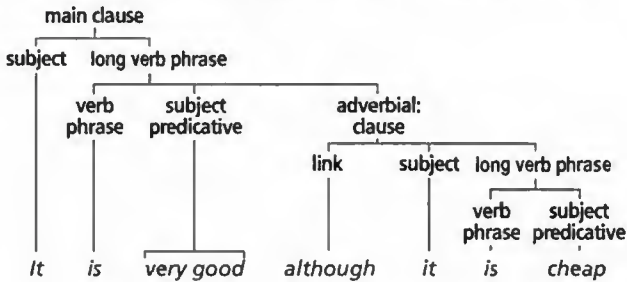 main clause
subject long verb phrase
verb phrase subject predicative adverbial: clause
link subject long verb phrase
verb phrase subject predicative
It is very good although it is cheap